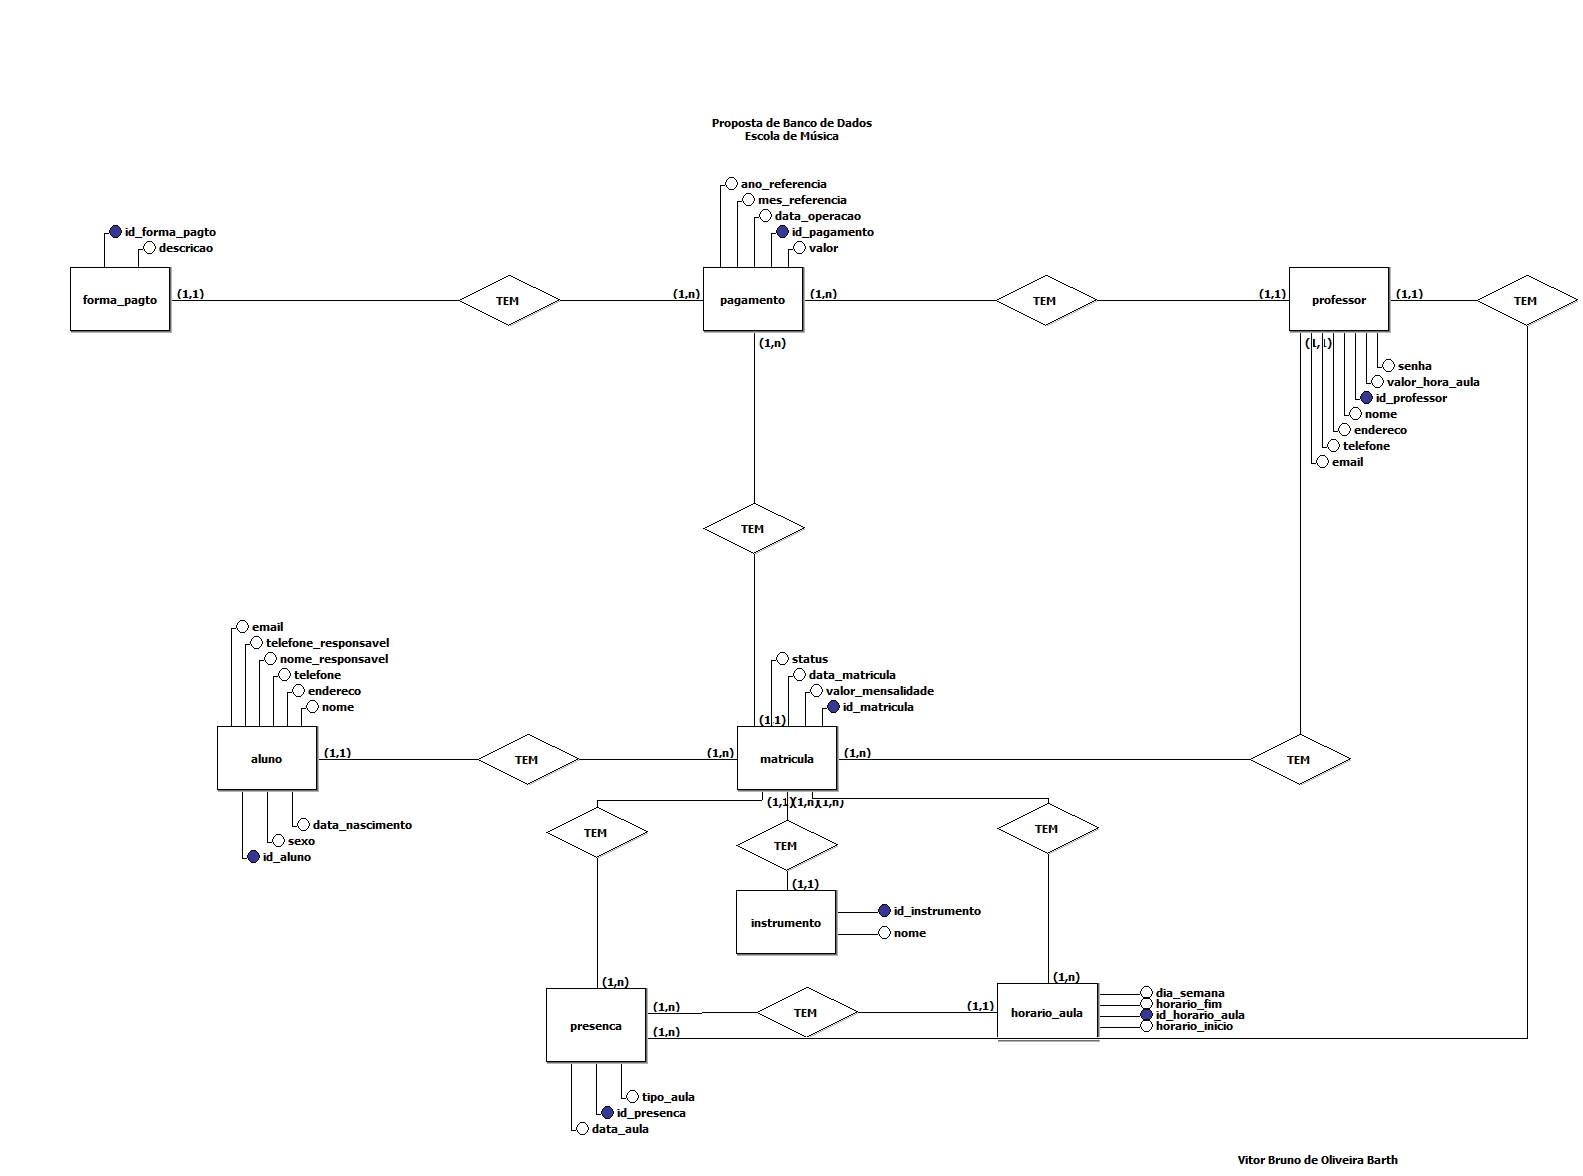 Proposta de Banco de Dados
Escola de Música
ano_referencia
mes_referencia
data_operacao
id_pagamento
valor
id_forma_pagto
descricao
forma_pagto
(1,1)
TEM
(1,n)
pagamento
(1,n)
TEM
(1,1)
professor
(1,1)
TEM
(1,n)
(1,1)
senha
valor_hora_aula
id_professor
nome
endereco
telefone
email
TEM
email
telefone_responsavel
nome_responsavel
telefone
endereco
nome
status
data_matricula
valor_mensalidade
id_matricula
(1,1)
aluno
(1,1)
TEM
(1,n)
matricula
(1,n)
TEM
data_nascimento
sexo
id_aluno
(1,1)
(1,n)
(1,n)
TEM
TEM
TEM
(1,1)
instrumento
id_instrumento
nome
(1,n)
(1,n)
presenca
(1,n)
TEM
(1,1)
horario_aula
dia_semana
horario_fim
id_horario_aula
horario_inicio
(1,n)
tipo_aula
id_presenca
data_aula
Vitor Bruno de Oliveira Barth